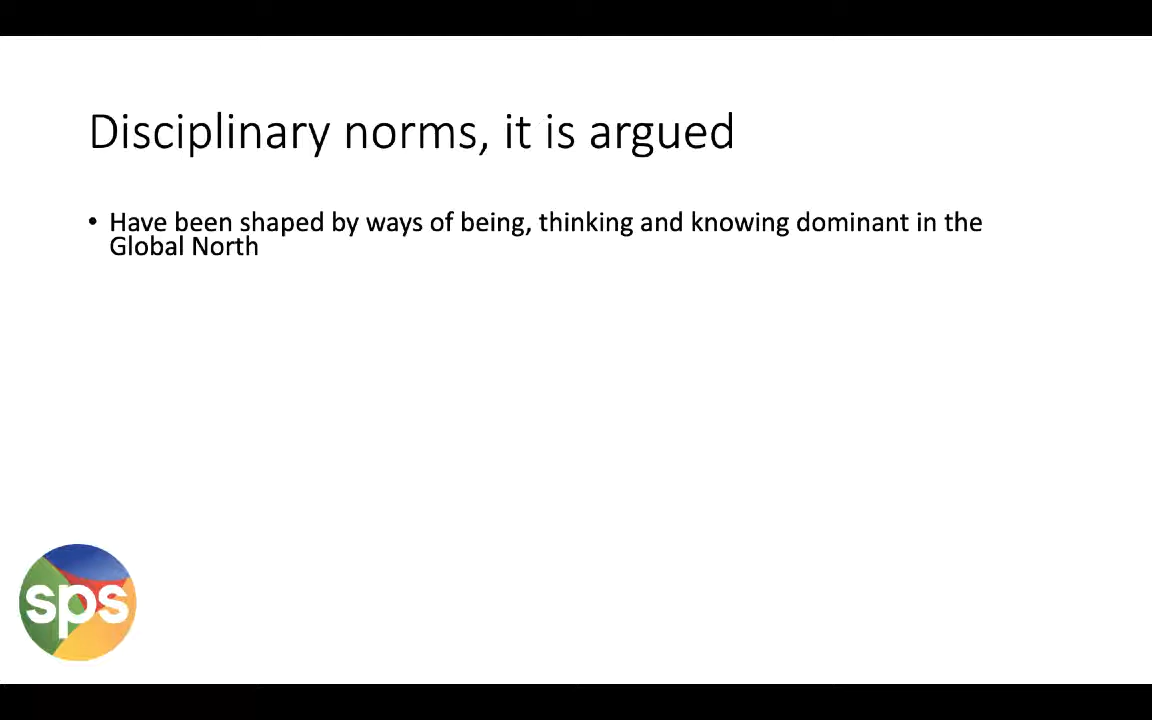 Disciplinary norms, it is argued
• Have been shaped by ways of being, thinking and knowing dominant in the
Global North
sps